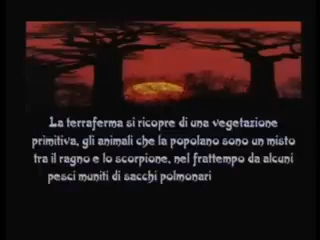 La terraferma si ricopre di una vegetazione
primitiva, gli animali che la popolano sono un misto
tra il ragno e lo scorpione, nel frattempo da alcuni
pesci muniti di sacchi polmonari